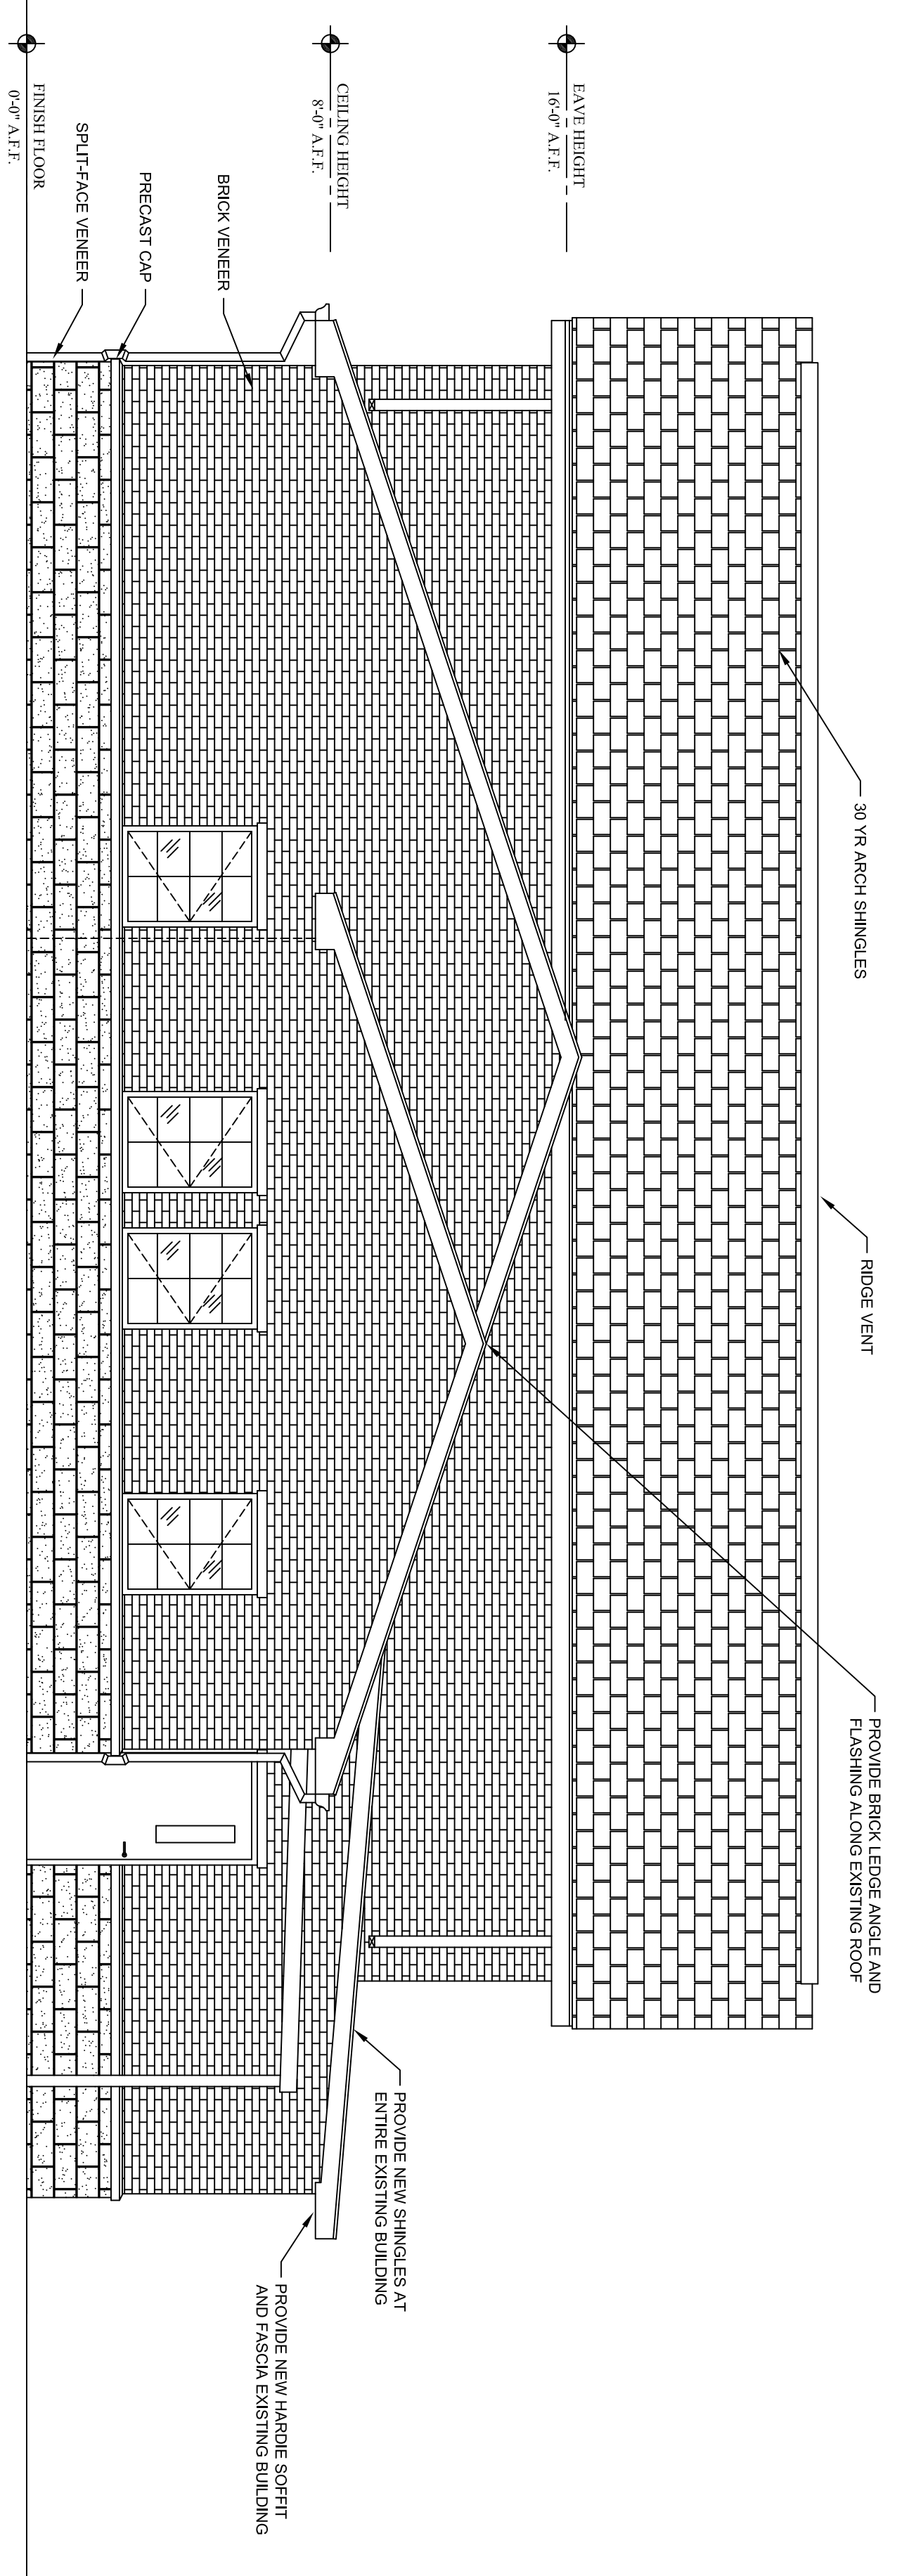 RIDGE VENT
30 YR ARCH SHINGLES
PROVIDE BRICK LEDGE ANGLE AND
FLASHING ALONG EXISTING ROOF
EAVE HEIGHT
16'-0" A.F.F.
PROVIDE NEW SHINGLES AT
ENTIRE EXISTING BUILDING
CEILING HEIGHT
8'-0" A.F.F.
PROVIDE NEW HARDIE SOFFIT
AND FASCIA EXISTING BUILDING
BRICK VENEER
PRECAST CAP
SPLIT-FACE VENEER
FINISH FLOOR
0'-0" A.F.F.